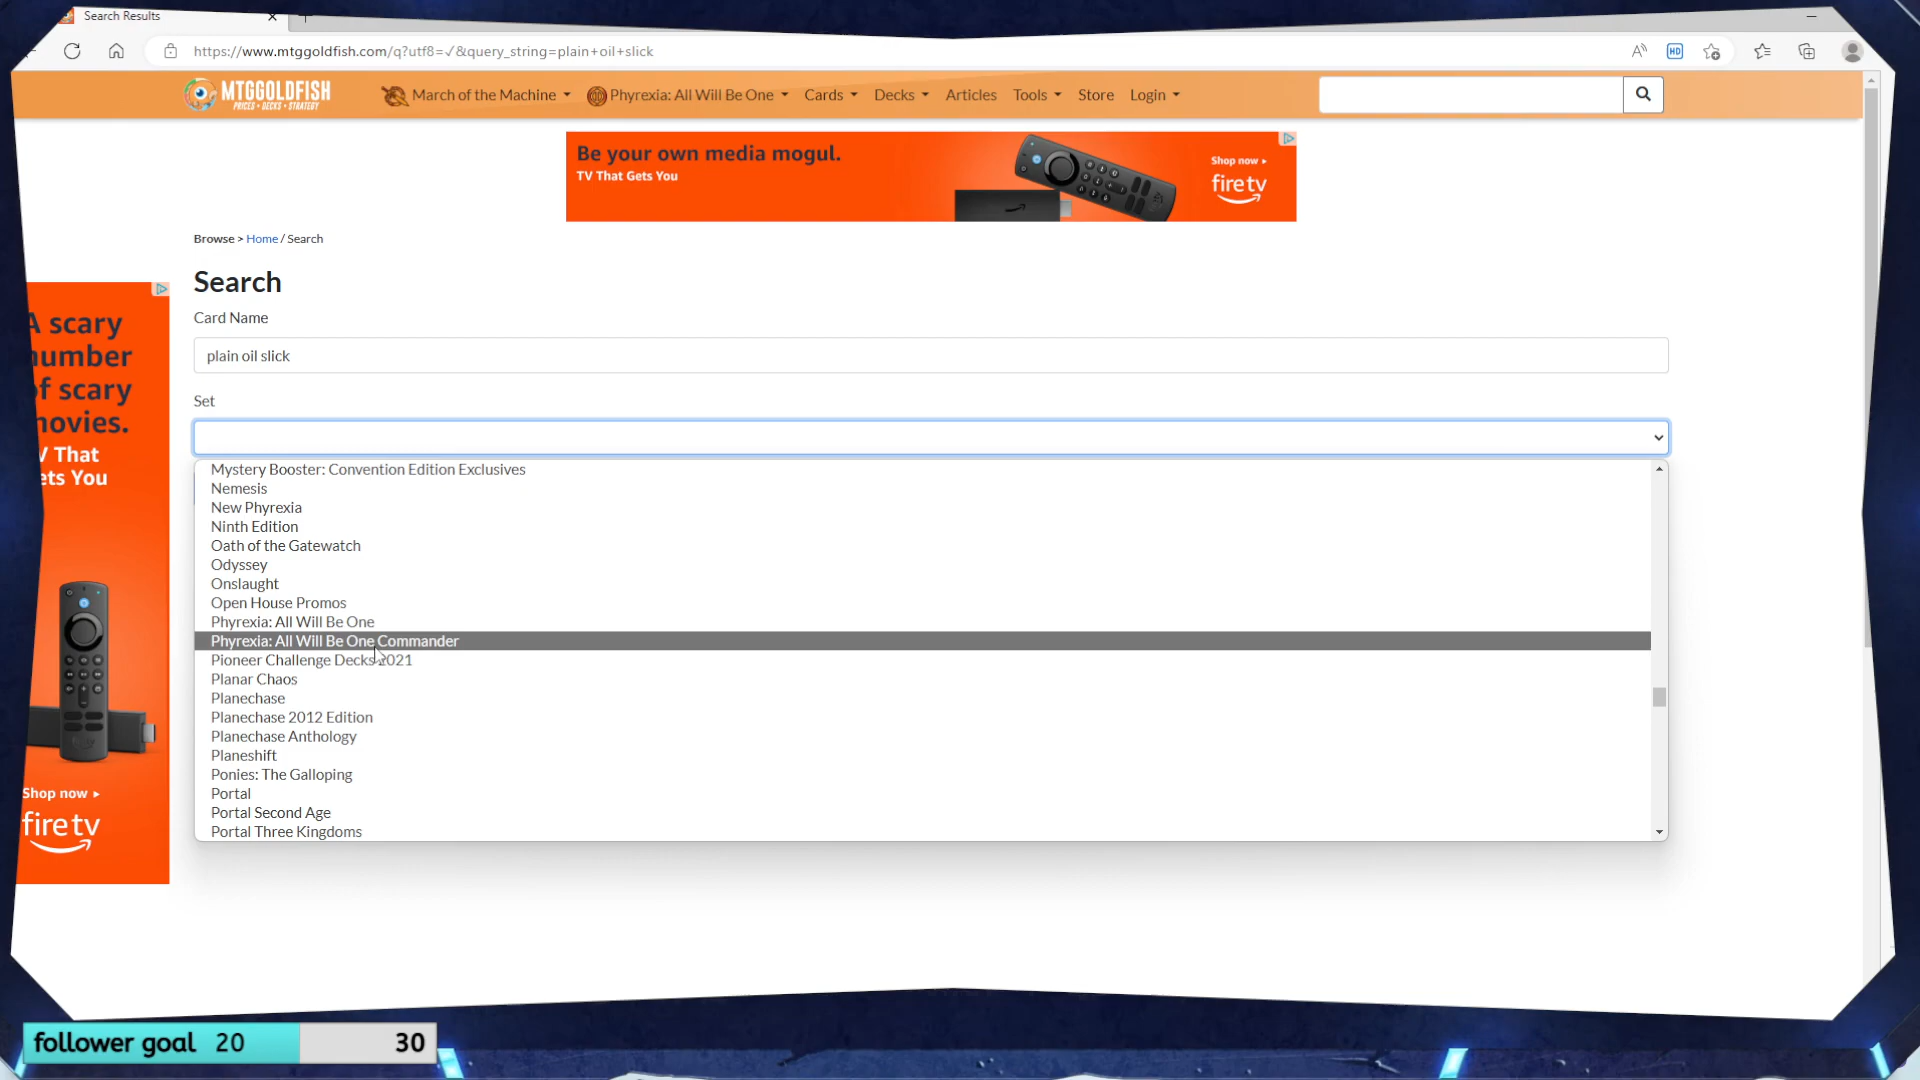 Search Results
https://www.mtggoldfish.com/q?utf8=✓&query_string=plain+oil+slick
MTGGOLDFISH
PRICES • DECKS • STRATEGY
March of the Machine
Phyrexia: All Will Be One
Cards
Decks
Articles
Tools
Store
Login
Be your own media mogul.
TV That Gets You
Shop now ▸
fire tv
Browse > Home / Search
Search
Card Name
plain oil slick
Set
Mystery Booster: Convention Edition Exclusives
Nemesis
New Phyrexia
Ninth Edition
Oath of the Gatewatch
Odyssey
Onslaught
Open House Promos
Phyrexia: All Will Be One
Phyrexia: All Will Be One Commander
Pioneer Challenge Decks 2021
Planar Chaos
Planechase
Planechase 2012 Edition
Planechase Anthology
Planeshift
Ponies: The Galloping
Portal
Portal Second Age
Portal Three Kingdoms
A scary
number
of scary
movies.
TV That
Gets You
Shop now ▸
fire tv
follower goal 20 30